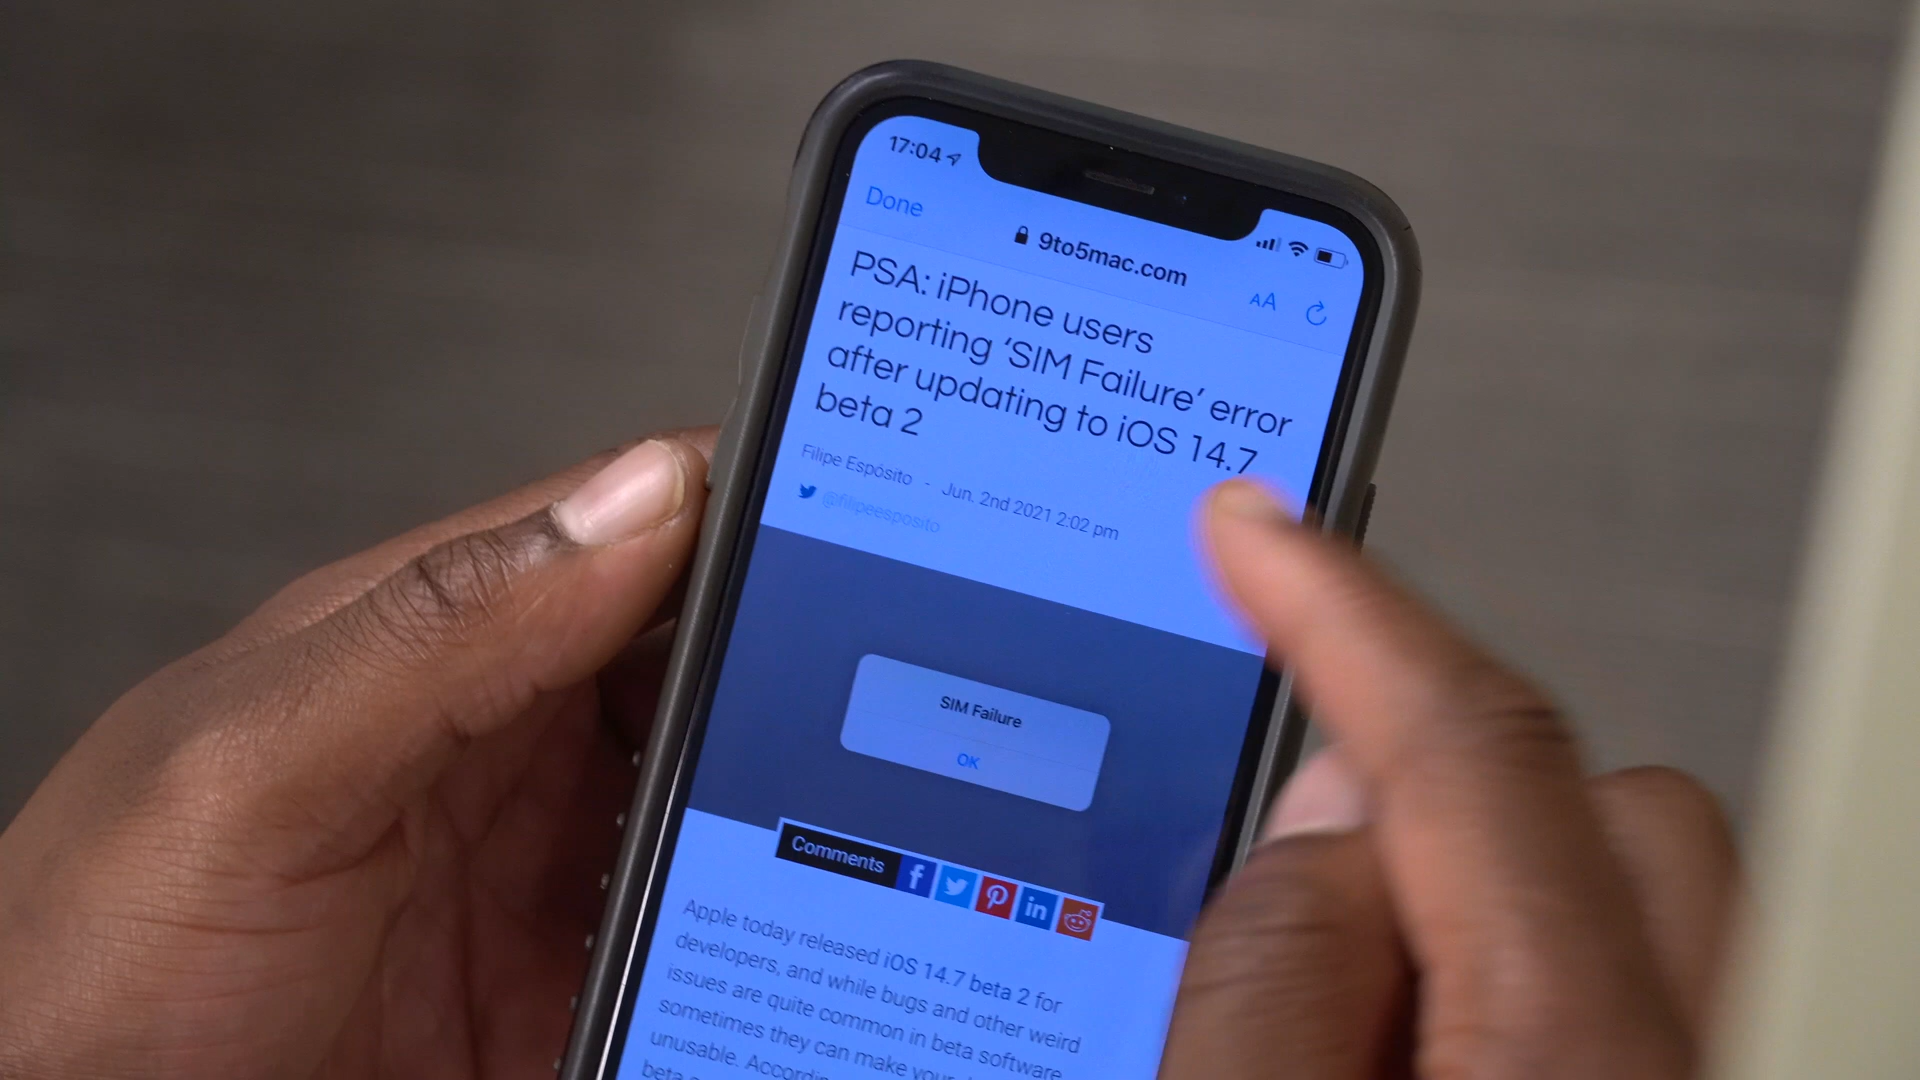 17:04
Done
9to5mac.com
AA
PSA: iPhone users
reporting ‘SIM Failure’ error
after updating to iOS 14.7
beta 2
Filipe Espósito - Jun. 2nd 2021 2:02 pm
@filipeesposito
SIM Failure
OK
Comments
f
in
Apple today released iOS 14.7 beta 2 for
developers, and while bugs and other weird
issues are quite common in beta software,
sometimes they can make your
unusable.
beta